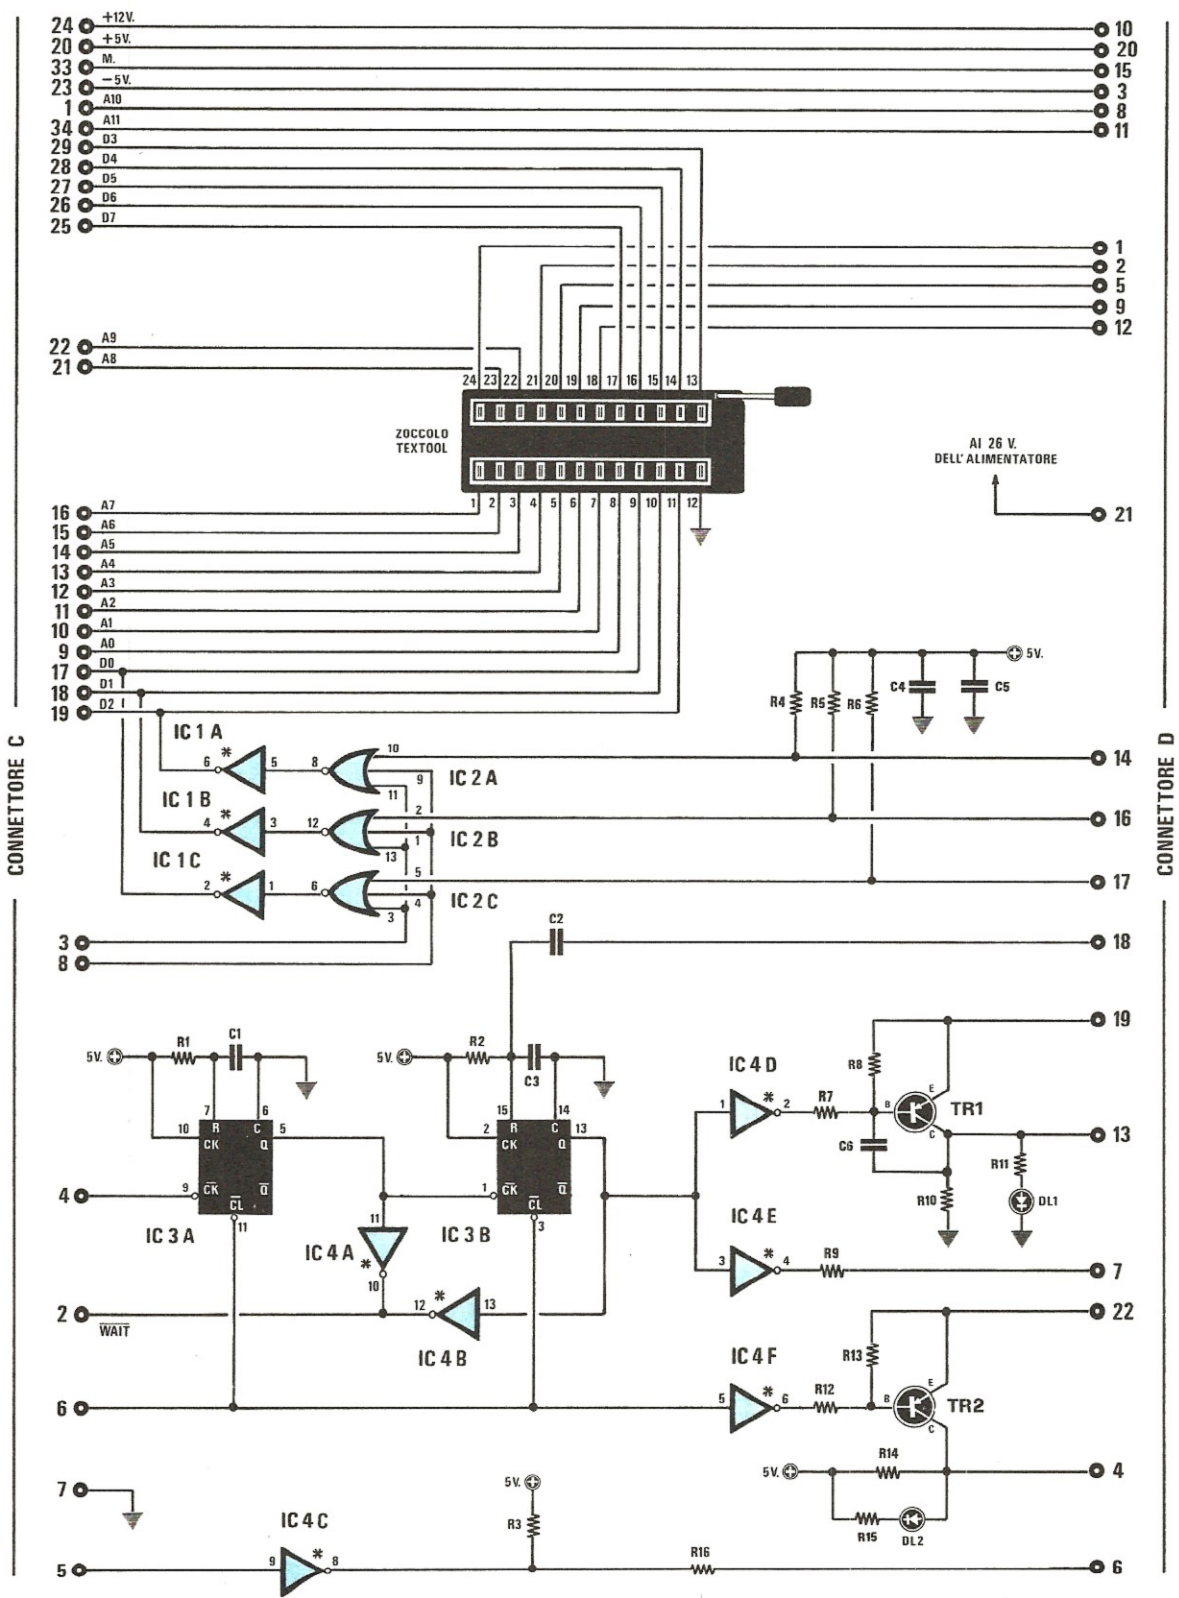 24 +12V. 10
20 +5V. 20
33 M. 15
23 −5V. 3
1 A10 8
34 A11 11
29 D3
28 D4
27 D5
26 D6
25 D7
1
2
5
9
12
22 A9
21 A8
24 23 22 21 20 19 18 17 16 15 14 13
ZOCCOLO
TEXTOOL
AI 26 V.
DELL'ALIMENTATORE
21
1 2 3 4 5 6 7 8 9 10 11 12
16 A7
15 A6
14 A5
13 A4
12 A3
11 A2
10 A1
9 A0
17 D0
18 D1
19 D2
5V.
R4 R5 R6 C4 C5
CONNETTORE C
CONNETTORE D
IC 1 A
6 * 5 8 10 9 11 IC 2 A 14
IC 1 B
4 * 3 12 2 1 13 IC 2 B 16
IC 1 C
2 * 1 6 5 4 3 IC 2 C 17
3
8
C2 18
5V. R1 C1
5V. R2 C3
7 6
R C
10 CK Q 5
9 CK Q
CL
11
4
IC 3 A
15 14
R C
2 CK Q 13
1 CK Q
CL
3
IC 3 B
11 IC 4 A
* 10
2 WAIT
12 * 13
IC 4 B
IC 4 D
1 * 2 R7 R8 B E C TR1 19
C6 R10 R11 DL1 13
IC 4 E
3 * 4 R9 7
22
IC 4 F
6 5 * 6 R12 R13 B E C TR2
5V. R14 4
R15 DL2
7
5V.
R3
IC 4 C
5 9 * 8 R16 6